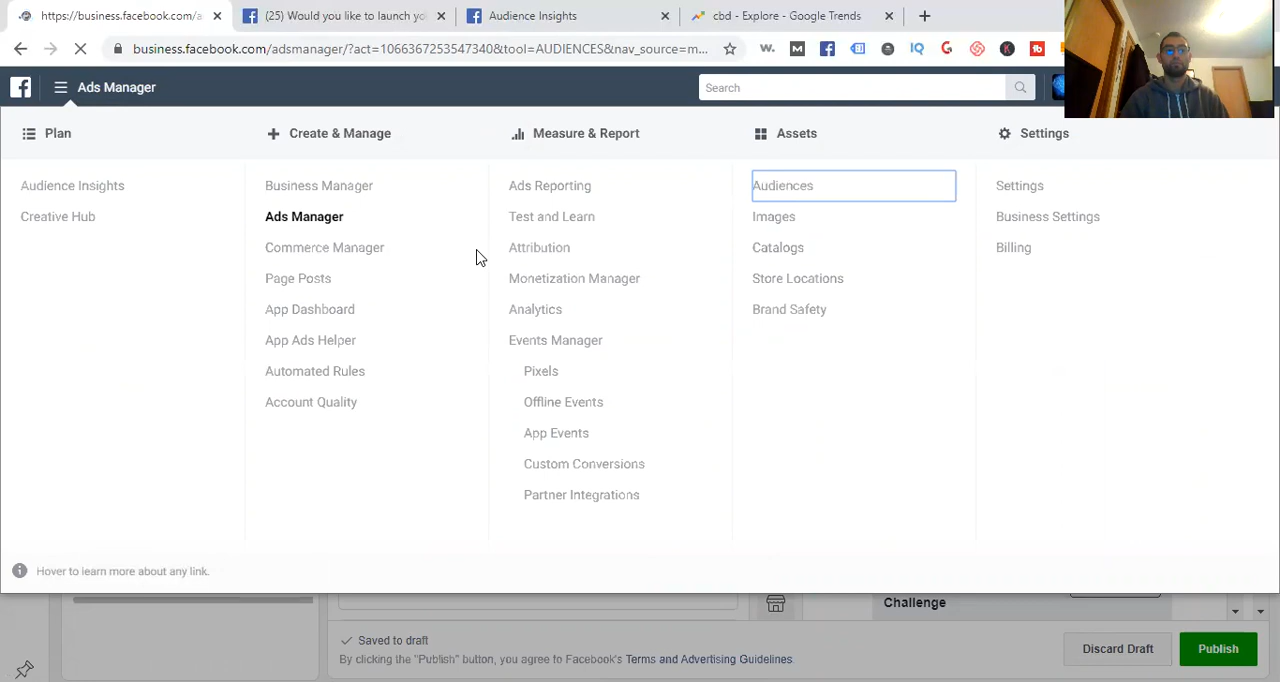 https://business.facebook.com/a
(25) Would you like to launch yo
Audience Insights
cbd - Explore - Google Trends
business.facebook.com/adsmanager/?act=1066367253547340&tool=AUDIENCES&nav_source=m...
Ads Manager
Search
Plan
Create & Manage
Measure & Report
Assets
Settings
Audience Insights
Business Manager
Ads Reporting
Audiences
Settings
Creative Hub
Ads Manager
Test and Learn
Images
Business Settings
Commerce Manager
Attribution
Catalogs
Billing
Page Posts
Monetization Manager
Store Locations
App Dashboard
Analytics
Brand Safety
App Ads Helper
Events Manager
Automated Rules
Pixels
Account Quality
Offline Events
App Events
Custom Conversions
Partner Integrations
Hover to learn more about any link.
Challenge
Saved to draft
By clicking the "Publish" button, you agree to Facebook's Terms and Advertising Guidelines.
Discard Draft
Publish